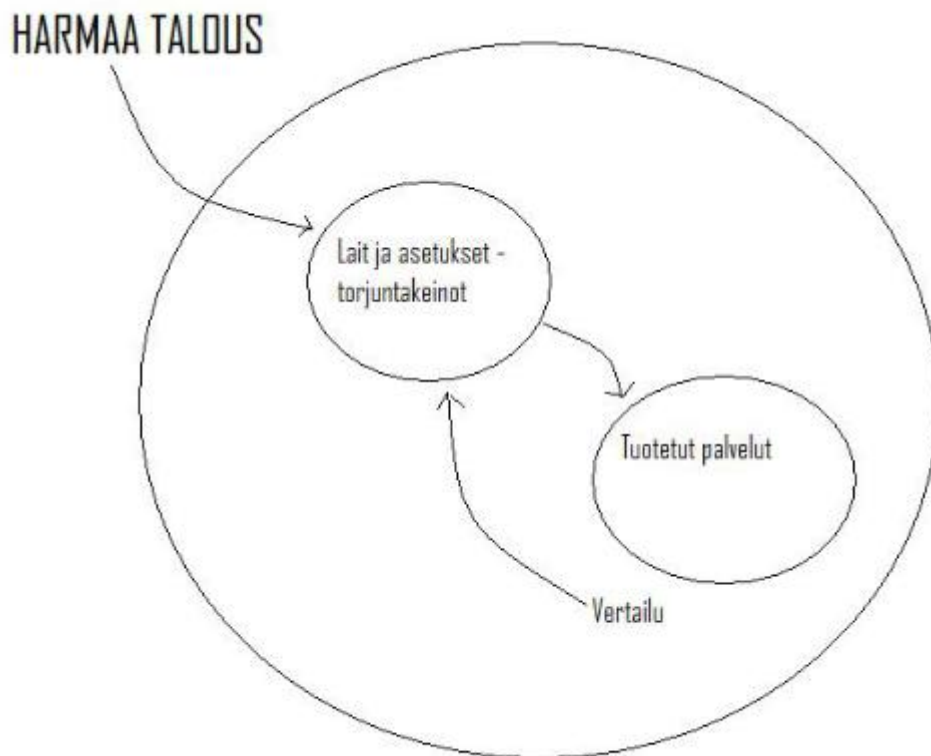 HARMAA TALOUS
Lait ja asetukset -
torjuntakeinot
Tuotetut palvelut
Vertailu